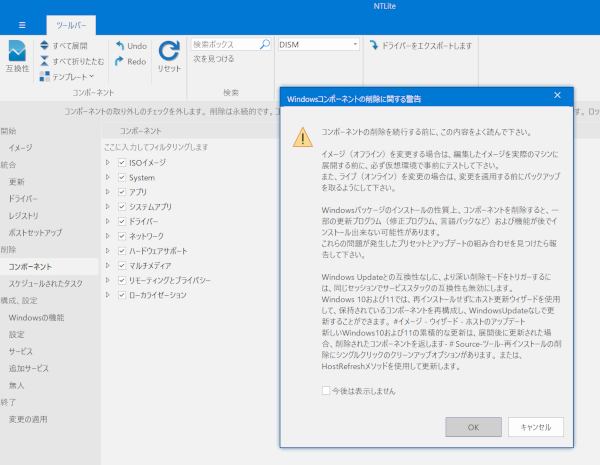 NTLite
ツールバー
互換性
すべて展開
すべて折りたたむ
テンプレート
コンポーネント
Undo
Redo
リセット
検索ボックス
次を見つける
検索
DISM
ドライバーをエクスポートします
コンポーネントの取り外しのチェックを外します。削除は永続的です。
開始
イメージ
統合
更新
ドライバー
レジストリ
ポストセットアップ
削除
コンポーネント
スケジュールされたタスク
構成、設定
Windowsの機能
設定
サービス
追加サービス
無人
終了
変更の適用
コンポーネント
ここに入力してフィルタリングします
ISOイメージ
System
アプリ
システムアプリ
ドライバー
ネットワーク
ハードウェアサポート
マルチメディア
リモーティングとプライバシー
ローカライゼーション
Windowsコンポーネントの削除に関する警告
コンポーネントの削除を続行する前に、この内容をよく読んで下さい。
イメージ（オフライン）を変更する場合は、編集したイメージを実際のマシンに
展開する前に、必ず仮想環境で事前にテストして下さい。
また、ライブ（オンライン）を変更の場合は、変更を適用する前にバックアップ
を取るようにして下さい。
Windowsパッケージのインストールの性質上、コンポーネントを削除すると、一
部の更新プログラム（修正プログラム、言語パックなど）および機能が後でイ
ンストール出来ない可能性があります。
これらの問題が発生したプリセットとアップデートの組み合わせを見つけたら報
告して下さい。
Windows Updateとの互換性なしに、より深い削除モードをトリガーするに
は、同じセッションでサービススタックの互換性も無効にします。
Windows 10および11では、再インストールせずにホスト更新ウィザードを使用
して、保持されているコンポーネントを再構成し、WindowsUpdateなしで更
新することができます。#イメージ - ウィザード - ホストのアップデート
新しいWindows10および11の累積的な更新は、展開後に更新された場
合、削除されたコンポーネントを返します- # Source-ツール-再インストールの削
除にシングルクリックのクリーンアップオプションがあります。または、
HostRefreshメソッドを使用して更新します。
今後は表示しません
OK
キャンセル